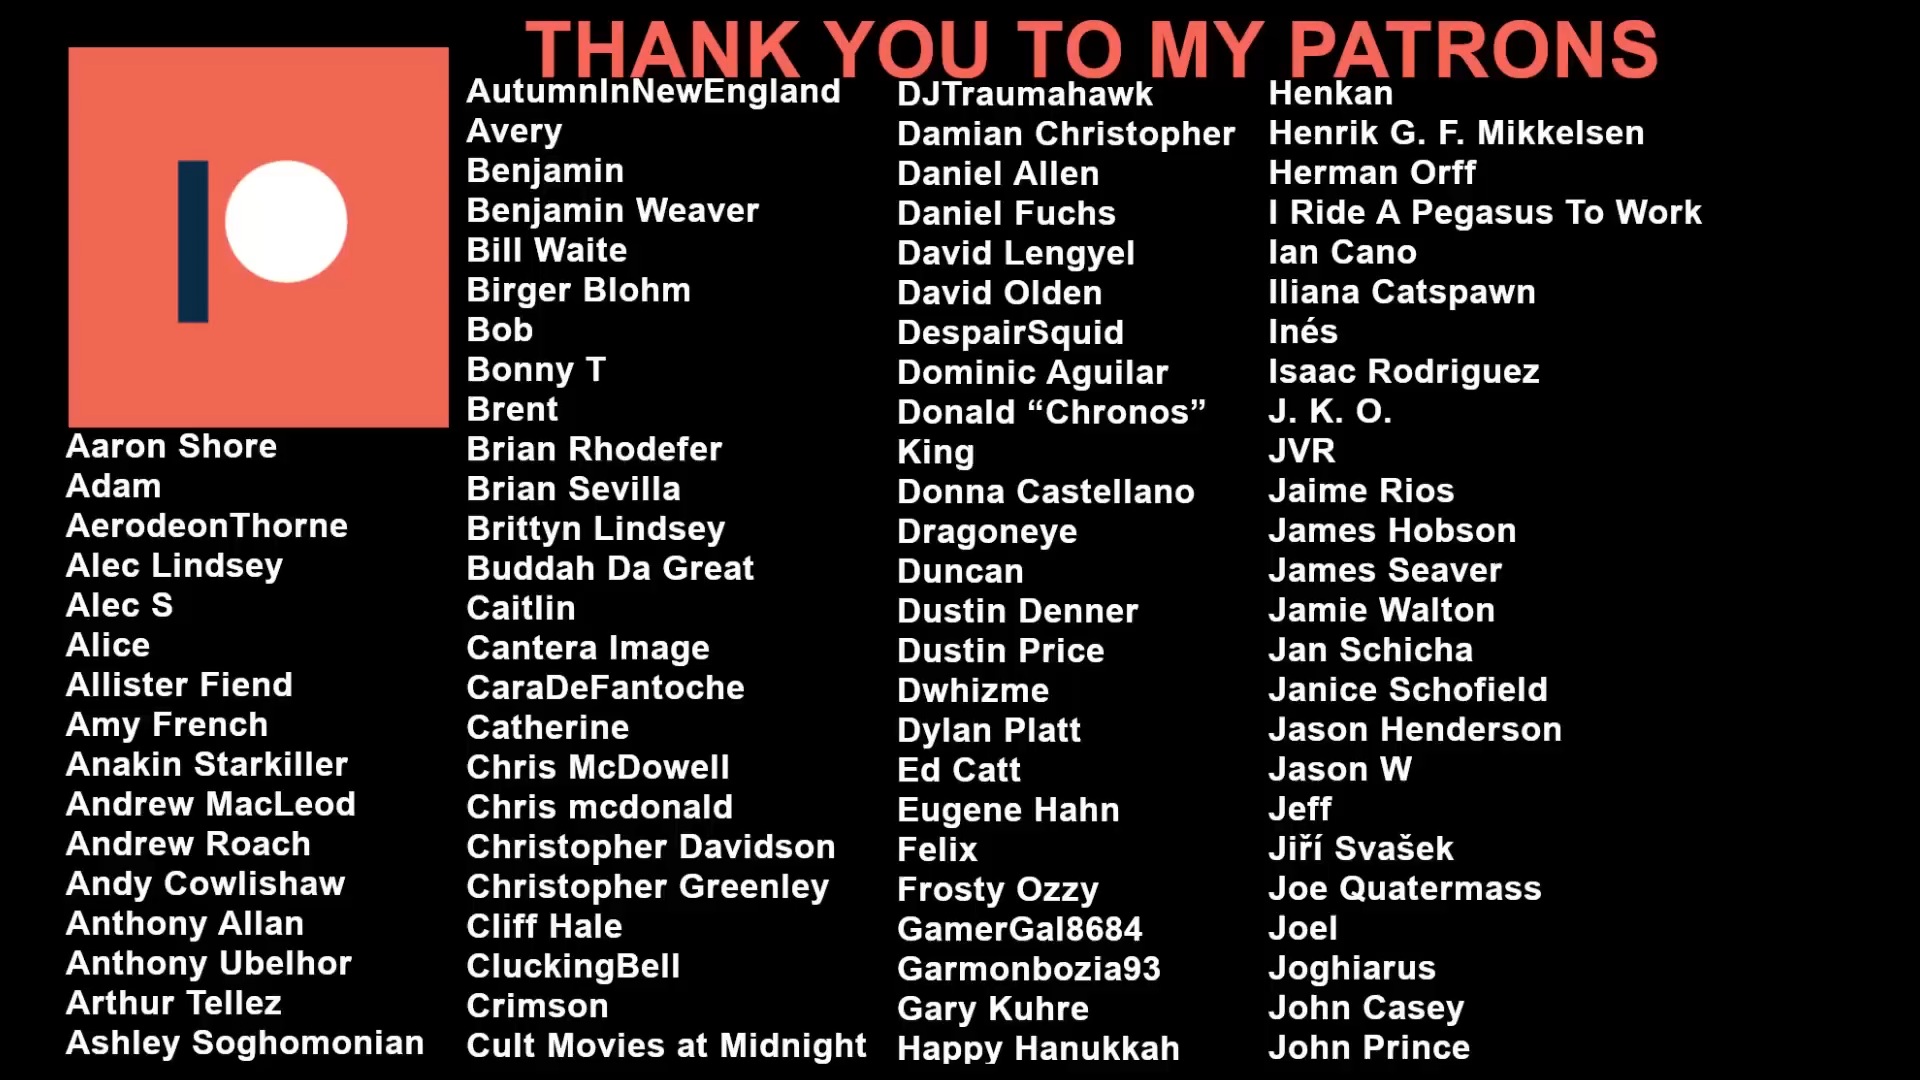 THANK YOU TO MY PATRONS
Aaron Shore
Adam
AerodeonThorne
Alec Lindsey
Alec S
Alice
Allister Fiend
Amy French
Anakin Starkiller
Andrew MacLeod
Andrew Roach
Andy Cowlishaw
Anthony Allan
Anthony Ubelhor
Arthur Tellez
Ashley Soghomonian
AutumnInNewEngland
Avery
Benjamin
Benjamin Weaver
Bill Waite
Birger Blohm
Bob
Bonny T
Brent
Brian Rhodefer
Brian Sevilla
Brittyn Lindsey
Buddah Da Great
Caitlin
Cantera Image
CaraDeFantoche
Catherine
Chris McDowell
Chris mcdonald
Christopher Davidson
Christopher Greenley
Cliff Hale
CluckingBell
Crimson
Cult Movies at Midnight
DJTraumahawk
Damian Christopher
Daniel Allen
Daniel Fuchs
David Lengyel
David Olden
DespairSquid
Dominic Aguilar
Donald “Chronos”
King
Donna Castellano
Dragoneye
Duncan
Dustin Denner
Dustin Price
Dwhizme
Dylan Platt
Ed Catt
Eugene Hahn
Felix
Frosty Ozzy
GamerGal8684
Garmonbozia93
Gary Kuhre
Happy Hanukkah
Henkan
Henrik G. F. Mikkelsen
Herman Orff
I Ride A Pegasus To Work
Ian Cano
Iliana Catspawn
Inés
Isaac Rodriguez
J. K. O.
JVR
Jaime Rios
James Hobson
James Seaver
Jamie Walton
Jan Schicha
Janice Schofield
Jason Henderson
Jason W
Jeff
Jiří Svašek
Joe Quatermass
Joel
Joghiarus
John Casey
John Prince